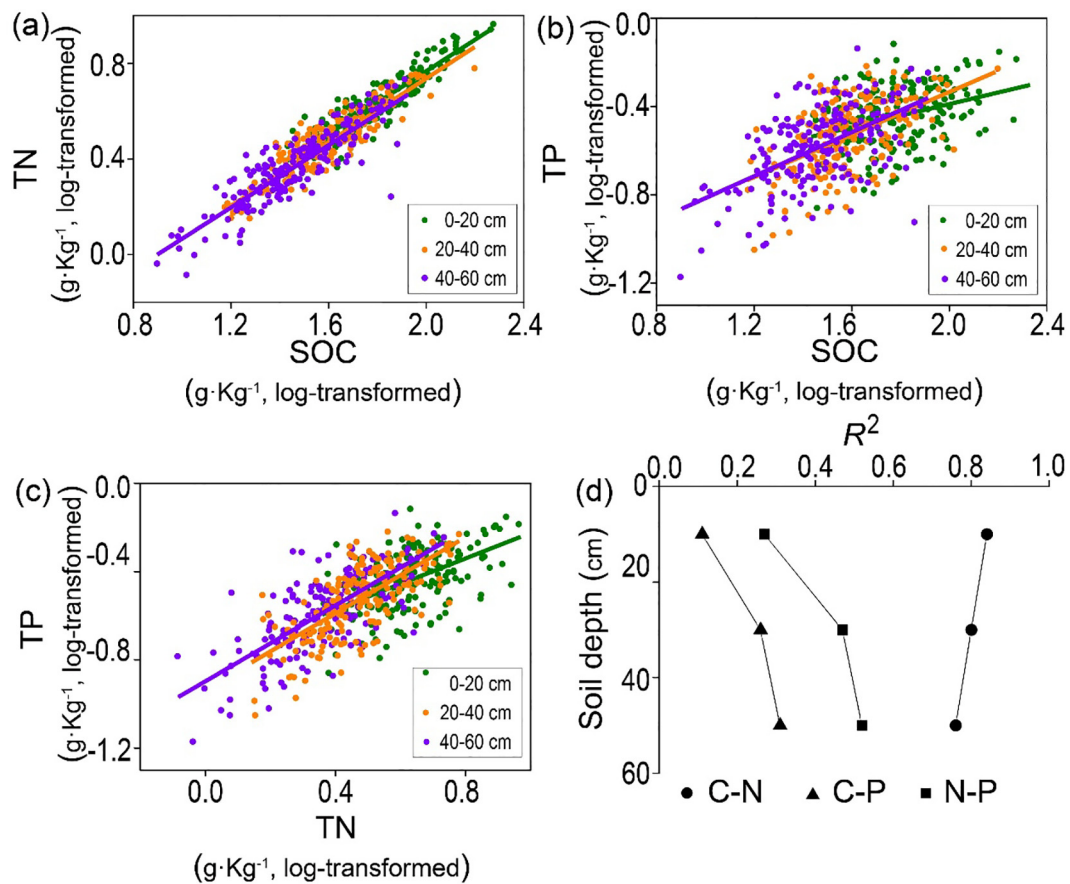 (a)
TN
(g·Kg⁻¹, log-transformed)
0.8
0.4
0.0
0-20 cm
20-40 cm
40-60 cm
0.8 1.2 1.6 2.0 2.4
SOC
(g·Kg⁻¹, log-transformed)
(b)
TP
(g·Kg⁻¹, log-transformed)
0.0
-0.4
-0.8
-1.2
0-20 cm
20-40 cm
40-60 cm
0.8 1.2 1.6 2.0 2.4
SOC
(g·Kg⁻¹, log-transformed)
(c)
TP
(g·Kg⁻¹, log-transformed)
0.0
-0.4
-0.8
-1.2
0-20 cm
20-40 cm
40-60 cm
0.0 0.4 0.8
TN
(g·Kg⁻¹, log-transformed)
(d)
R²
0.0 0.2 0.4 0.6 0.8 1.0
Soil depth (cm)
0
20
40
60
C-N C-P N-P